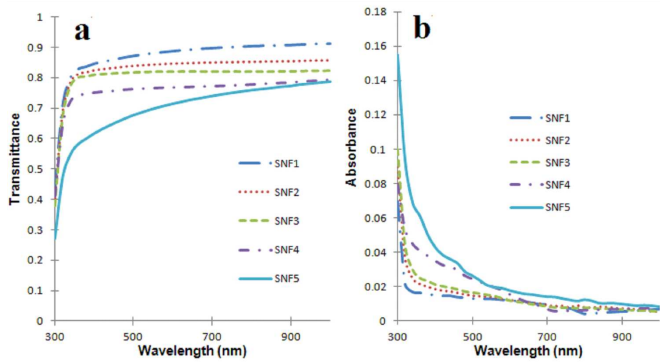 a
1
0.9
0.8
0.7
0.6
0.5
0.4
0.3
0.2
0.1
0
300
500
700
900
Transmittance
Wavelength (nm)
SNF1
SNF2
SNF3
SNF4
SNF5
b
0.18
0.16
0.14
0.12
0.1
0.08
0.06
0.04
0.02
0
300
500
700
900
Absorbance
Wavelength (nm)
SNF1
SNF2
SNF3
SNF4
SNF5